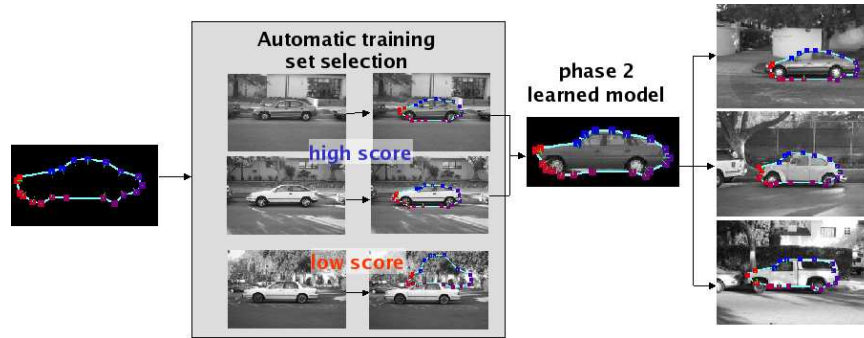 Automatic training
set selection
high score
low score
phase 2
learned model